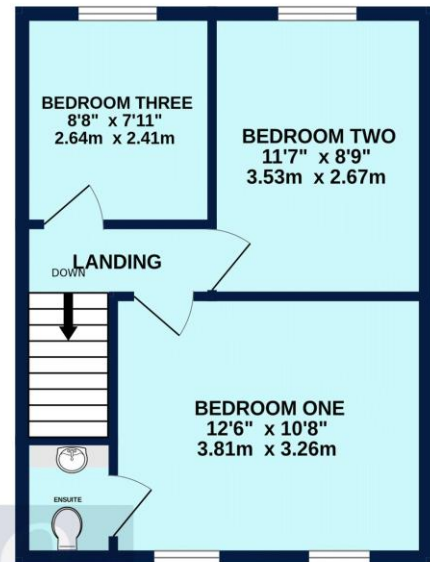 BEDROOM THREE
8'8" x 7'11"
2.64m x 2.41m
BEDROOM TWO
11'7" x 8'9"
3.53m x 2.67m
LANDING
DOWN
BEDROOM ONE
12'6" x 10'8"
3.81m x 3.26m
ENSUITE